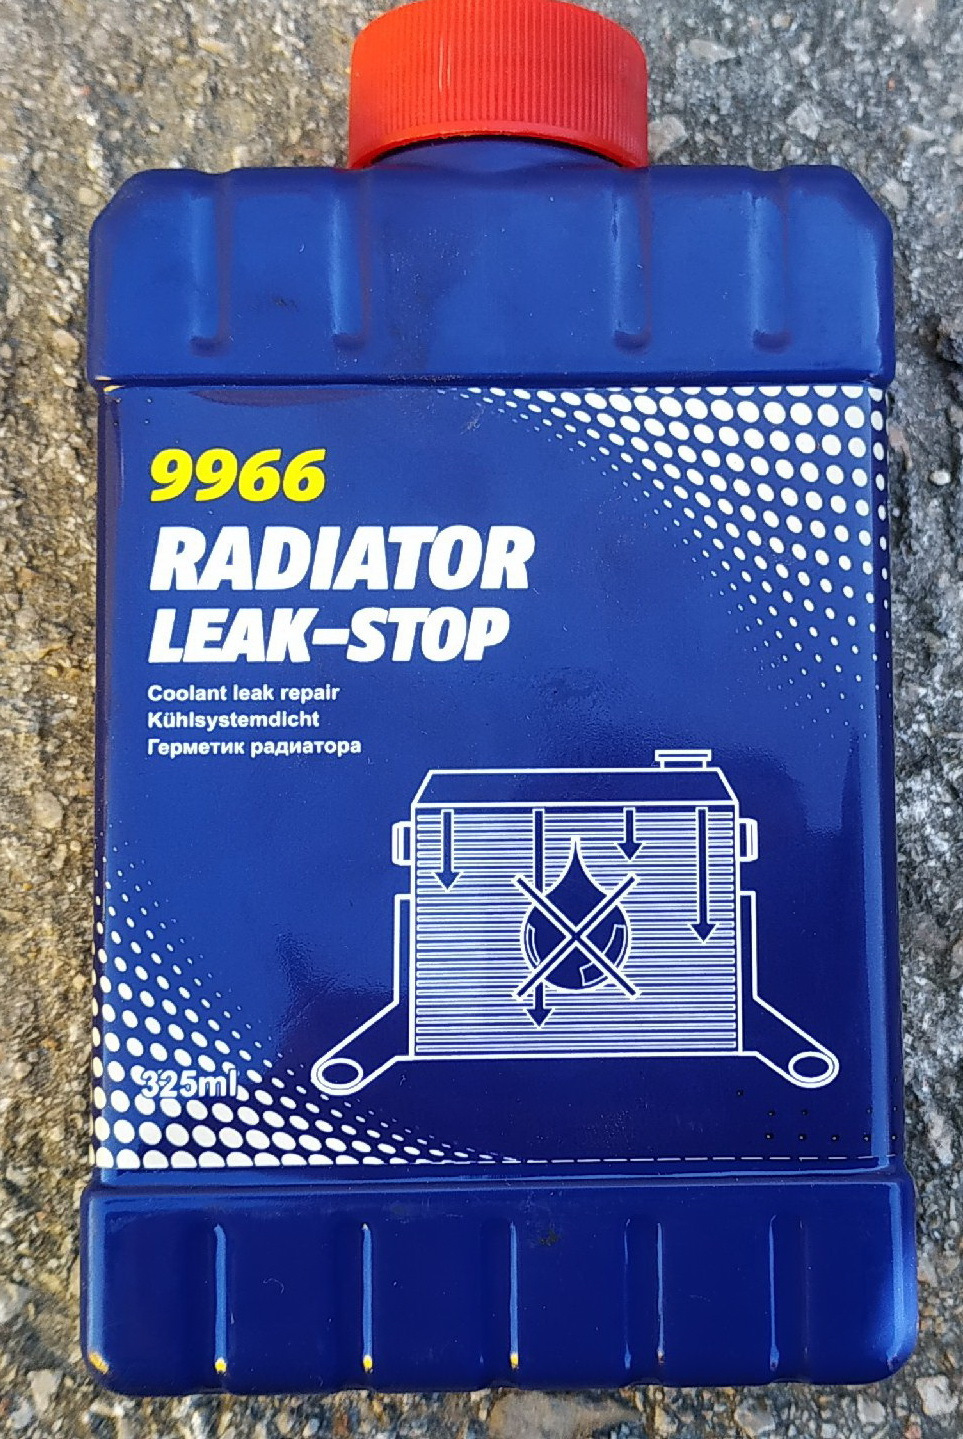 9966
RADIATOR
LEAK-STOP
Coolant leak repair
Kühlsystemdicht
Герметик радиатора
325ml